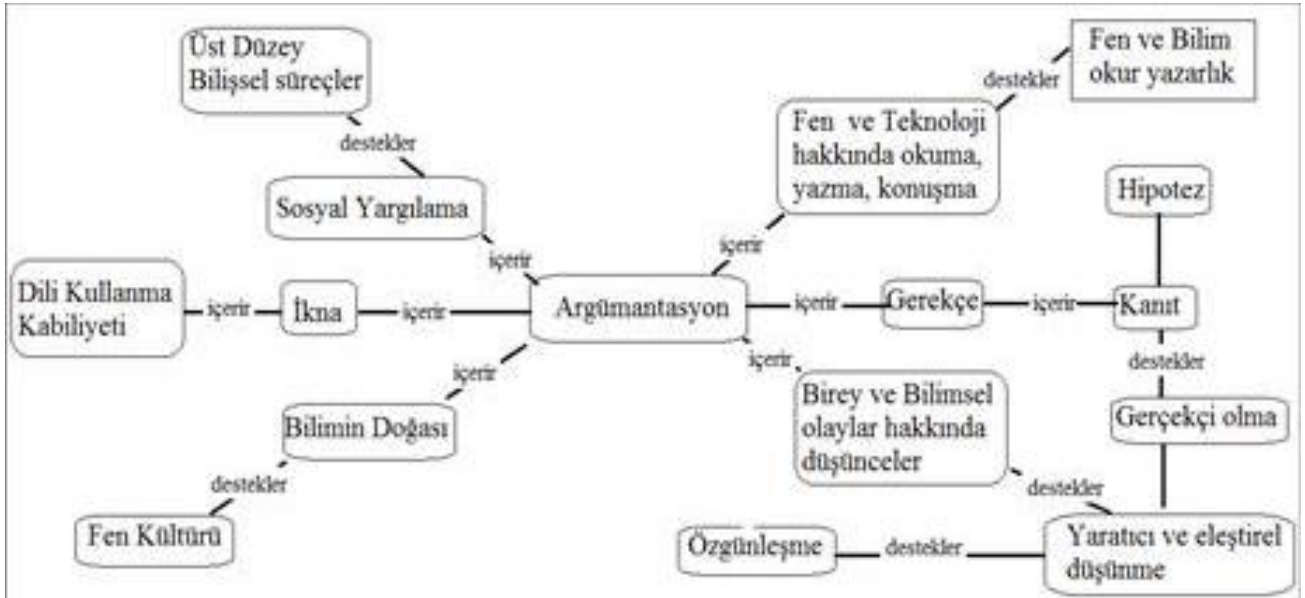 Üst Düzey
Bilişsel süreçler
destekler
Sosyal Yargılama
içerir
Fen ve Bilim
okur yazarlık
destekler
Fen ve Teknoloji
hakkında okuma,
yazma, konuşma
içerir
Hipotez
Dili Kullanma
Kabiliyeti
içerir
İkna
içerir
Argümantasyon
içerir
Gerekçe
içerir
Kanıt
destekler
Gerçekçi olma
içerir
Bilimin Doğası
destekler
Fen Kültürü
içerir
Birey ve Bilimsel
olaylar hakkında
düşünceler
destekler
Yaratıcı ve eleştirel
düşünme
destekler
Özgünleşme